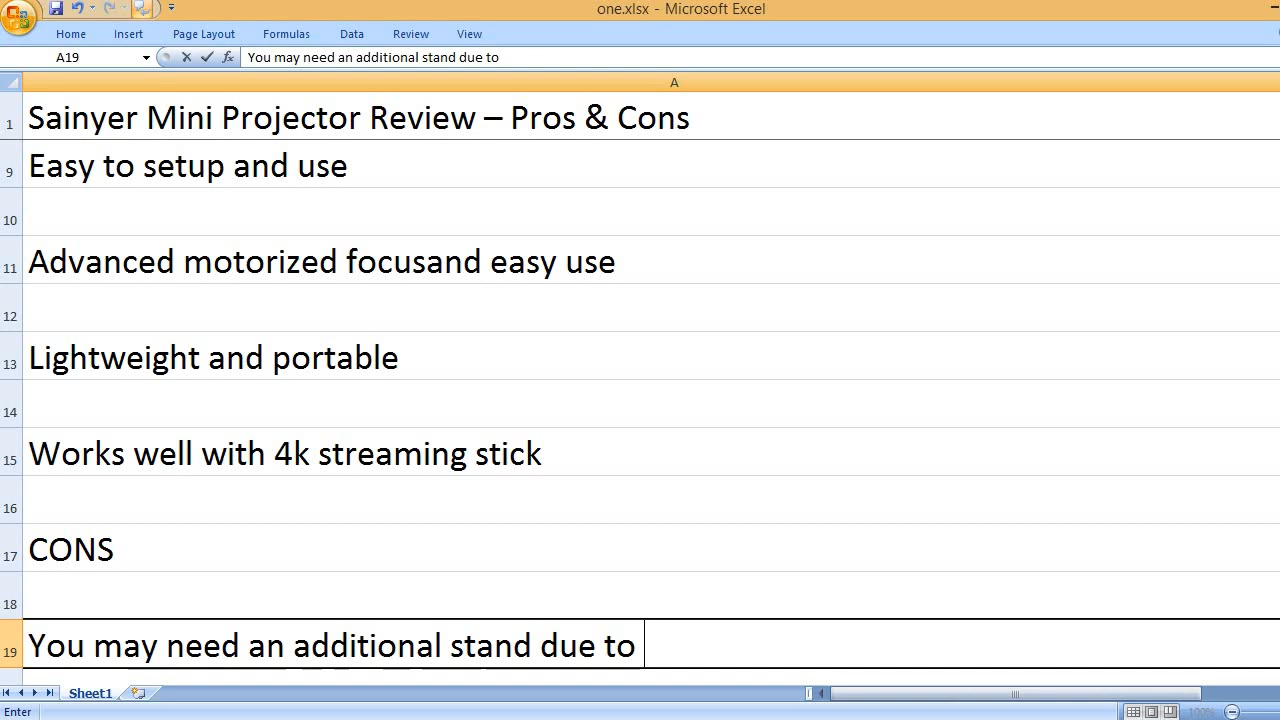 one.xlsx - Microsoft Excel
Home Insert Page Layout Formulas Data Review View
A19 fx You may need an additional stand due to
A
1 Sainyer Mini Projector Review – Pros & Cons
9 Easy to setup and use
10
11 Advanced motorized focusand easy use
12
13 Lightweight and portable
14
15 Works well with 4k streaming stick
16
17 CONS
18
19 You may need an additional stand due to
Sheet1
Enter 100%